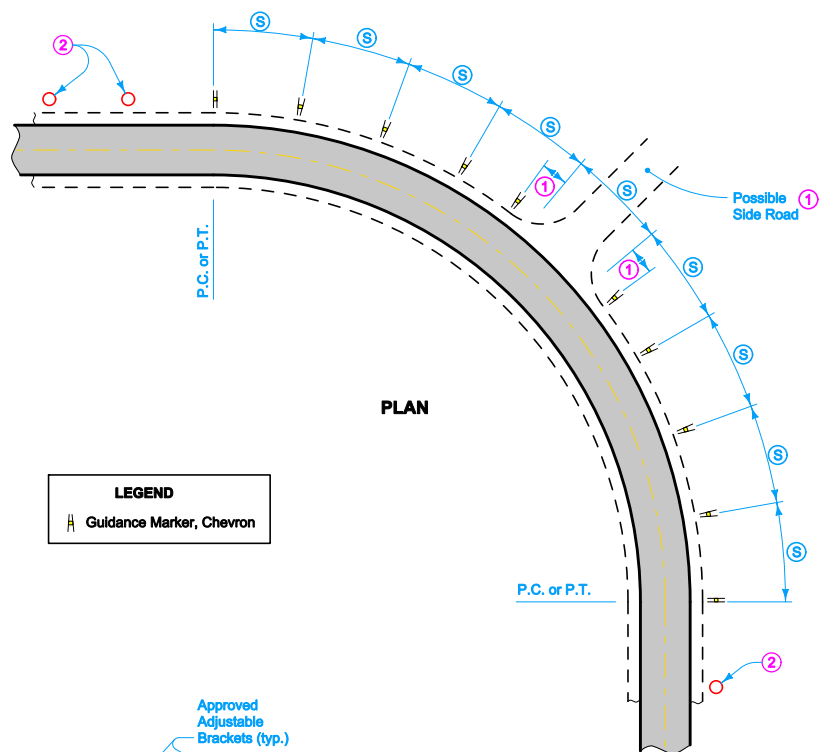 Ⓢ
Ⓢ
②
Ⓢ
Ⓢ
①
Ⓢ
Possible ①
Side Road
P.C. or P.T.
①
Ⓢ
Ⓢ
PLAN
Ⓢ
LEGEND
Guidance Marker, Chevron
Ⓢ
P.C. or P.T.
②
Approved
Adjustable
Brackets (typ.)